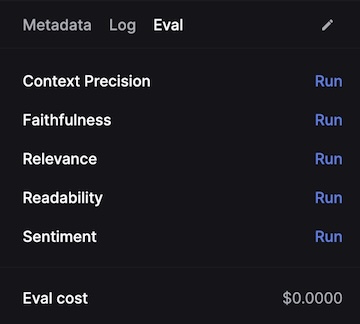 Metadata Log Eval
Context Precision Run
Faithfulness Run
Relevance Run
Readability Run
Sentiment Run
Eval cost $0.0000